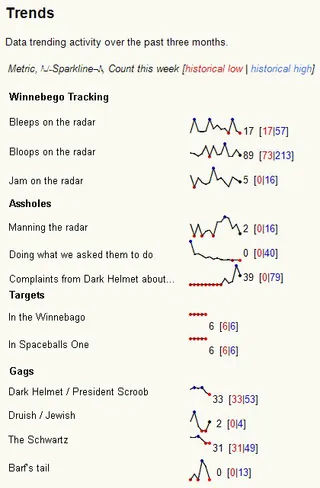 Trends
Data trending activity over the past three months.
Metric, Sparkline, Count this week [historical low | historical high]
Winnebego Tracking
Bleeps on the radar 17 [17|57]
Bloops on the radar 89 [73|213]
Jam on the radar 5 [0|16]
Assholes
Manning the radar 2 [0|16]
Doing what we asked them to do 0 [0|40]
Complaints from Dark Helmet about... 39 [0|79]
Targets
In the Winnebago 6 [6|6]
In Spaceballs One 6 [6|6]
Gags
Dark Helmet / President Scroob 33 [33|53]
Druish / Jewish 2 [0|4]
The Schwartz 31 [31|49]
Barf's tail 0 [0|13]